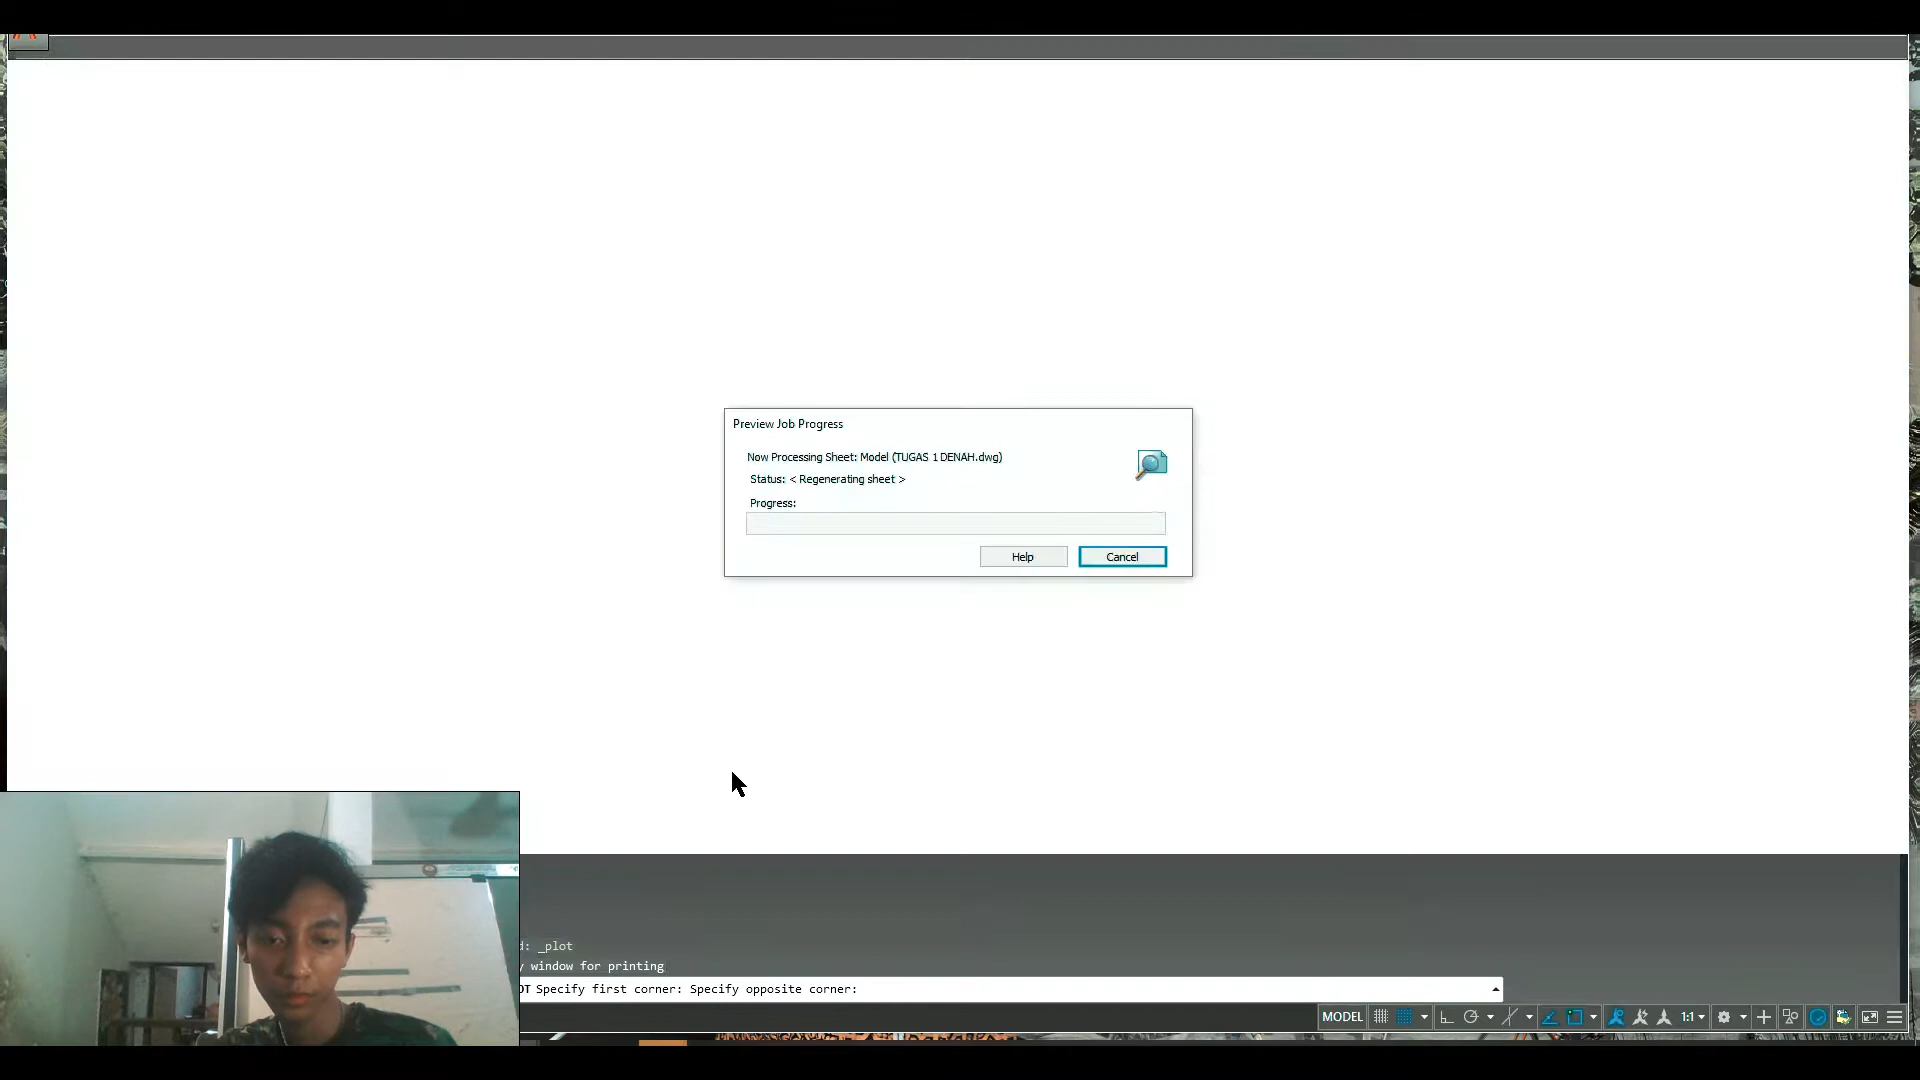 Preview Job Progress
Now Processing Sheet: Model (TUGAS 1 DENAH.dwg)
Status: < Regenerating sheet >
Progress:
Help
Cancel
d: _plot
y window for printing
OT Specify first corner: Specify opposite corner:
MODEL
1:1